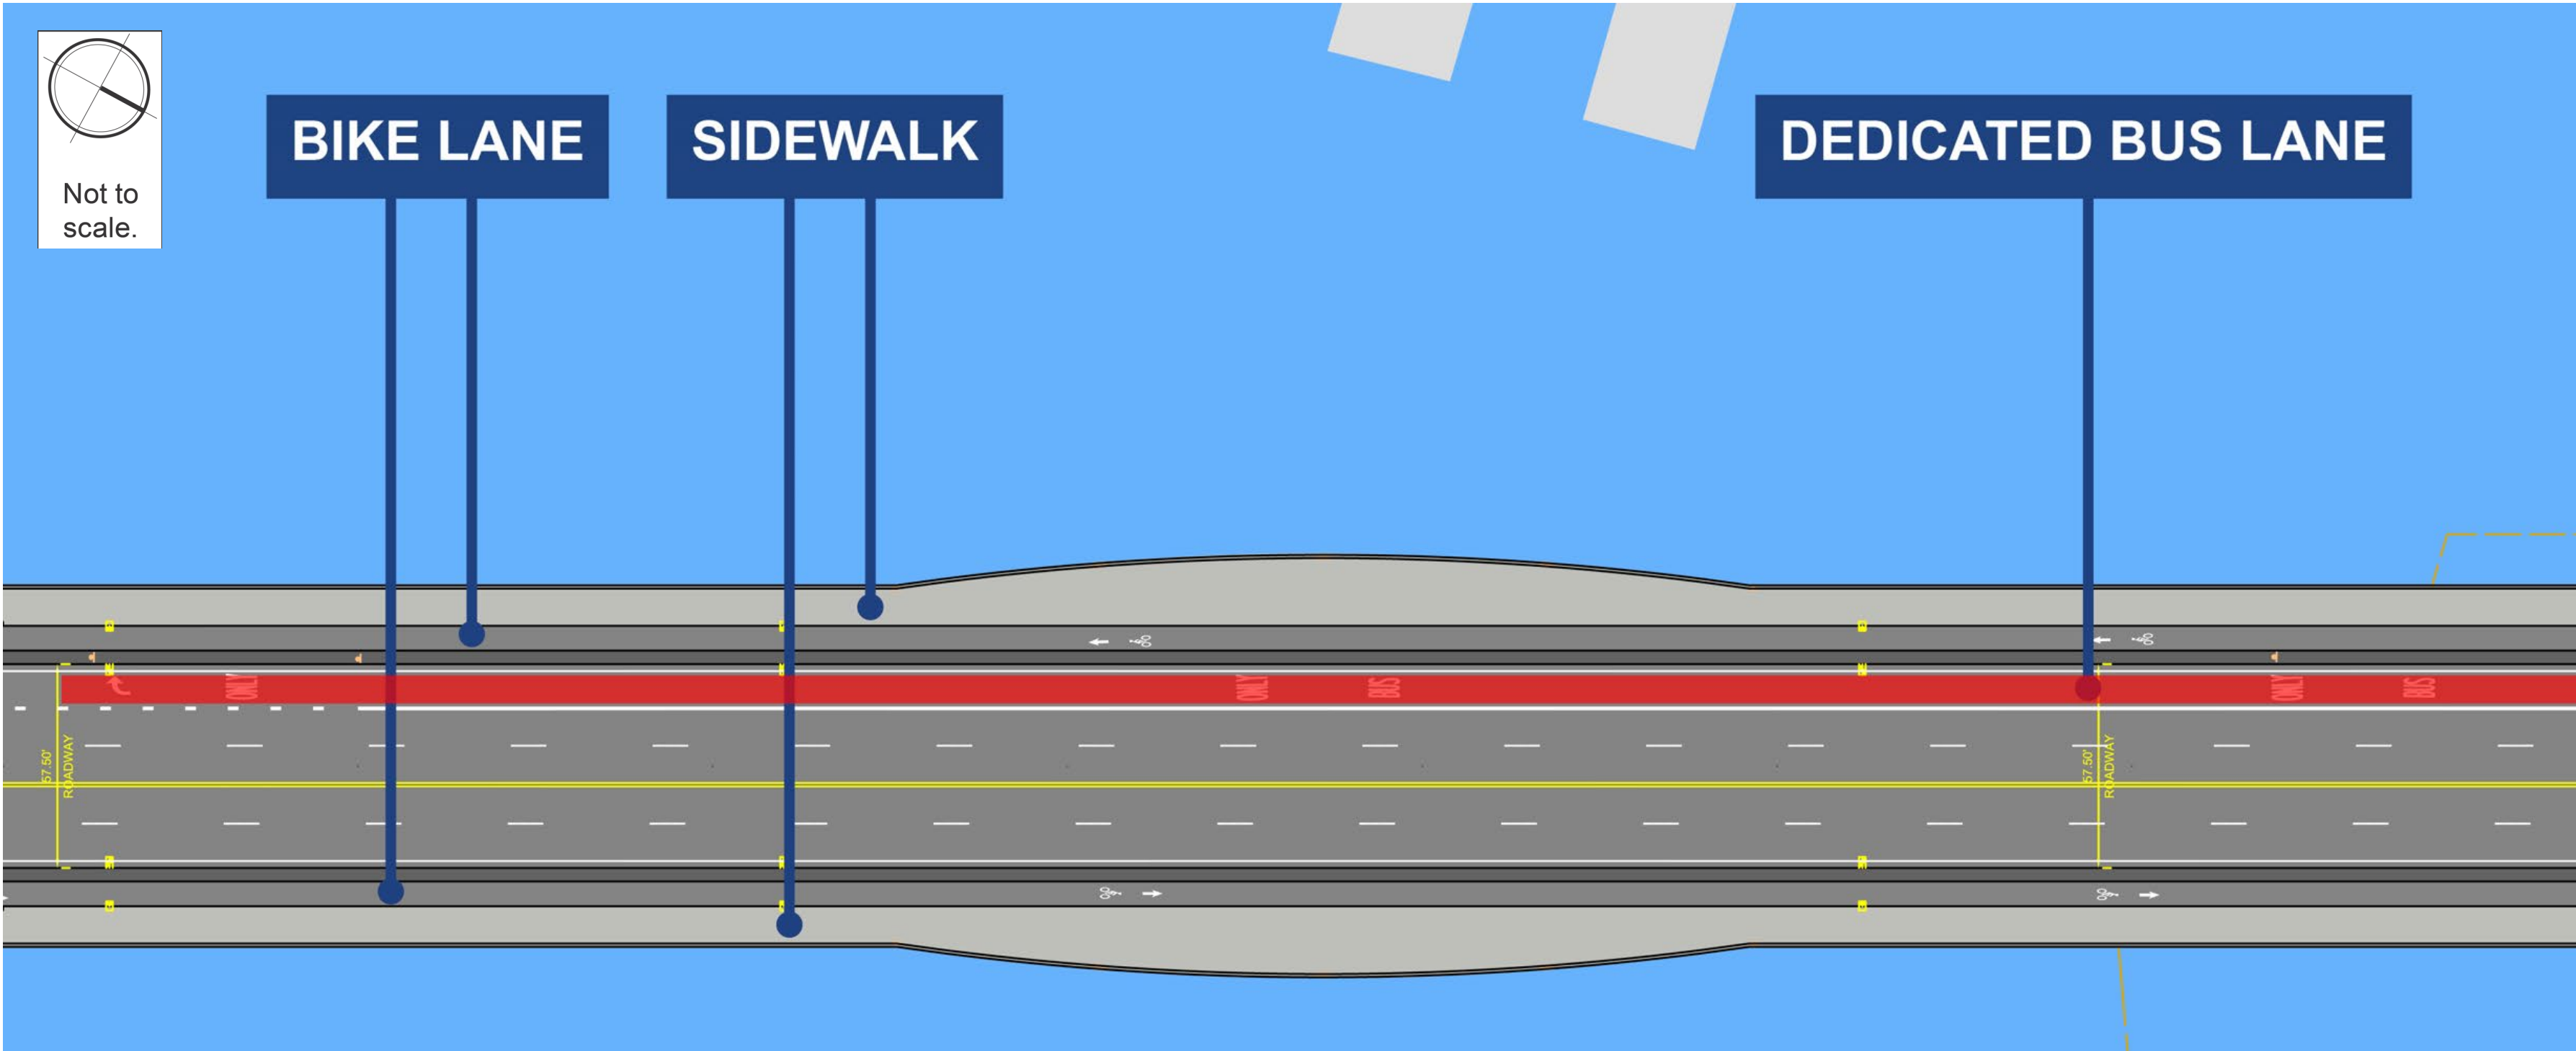 Not to
scale.
BIKE LANE
SIDEWALK
DEDICATED BUS LANE
ONLY
ONLY
BUS
ONLY
BUS
57.50'
ROADWAY
57.50'
ROADWAY